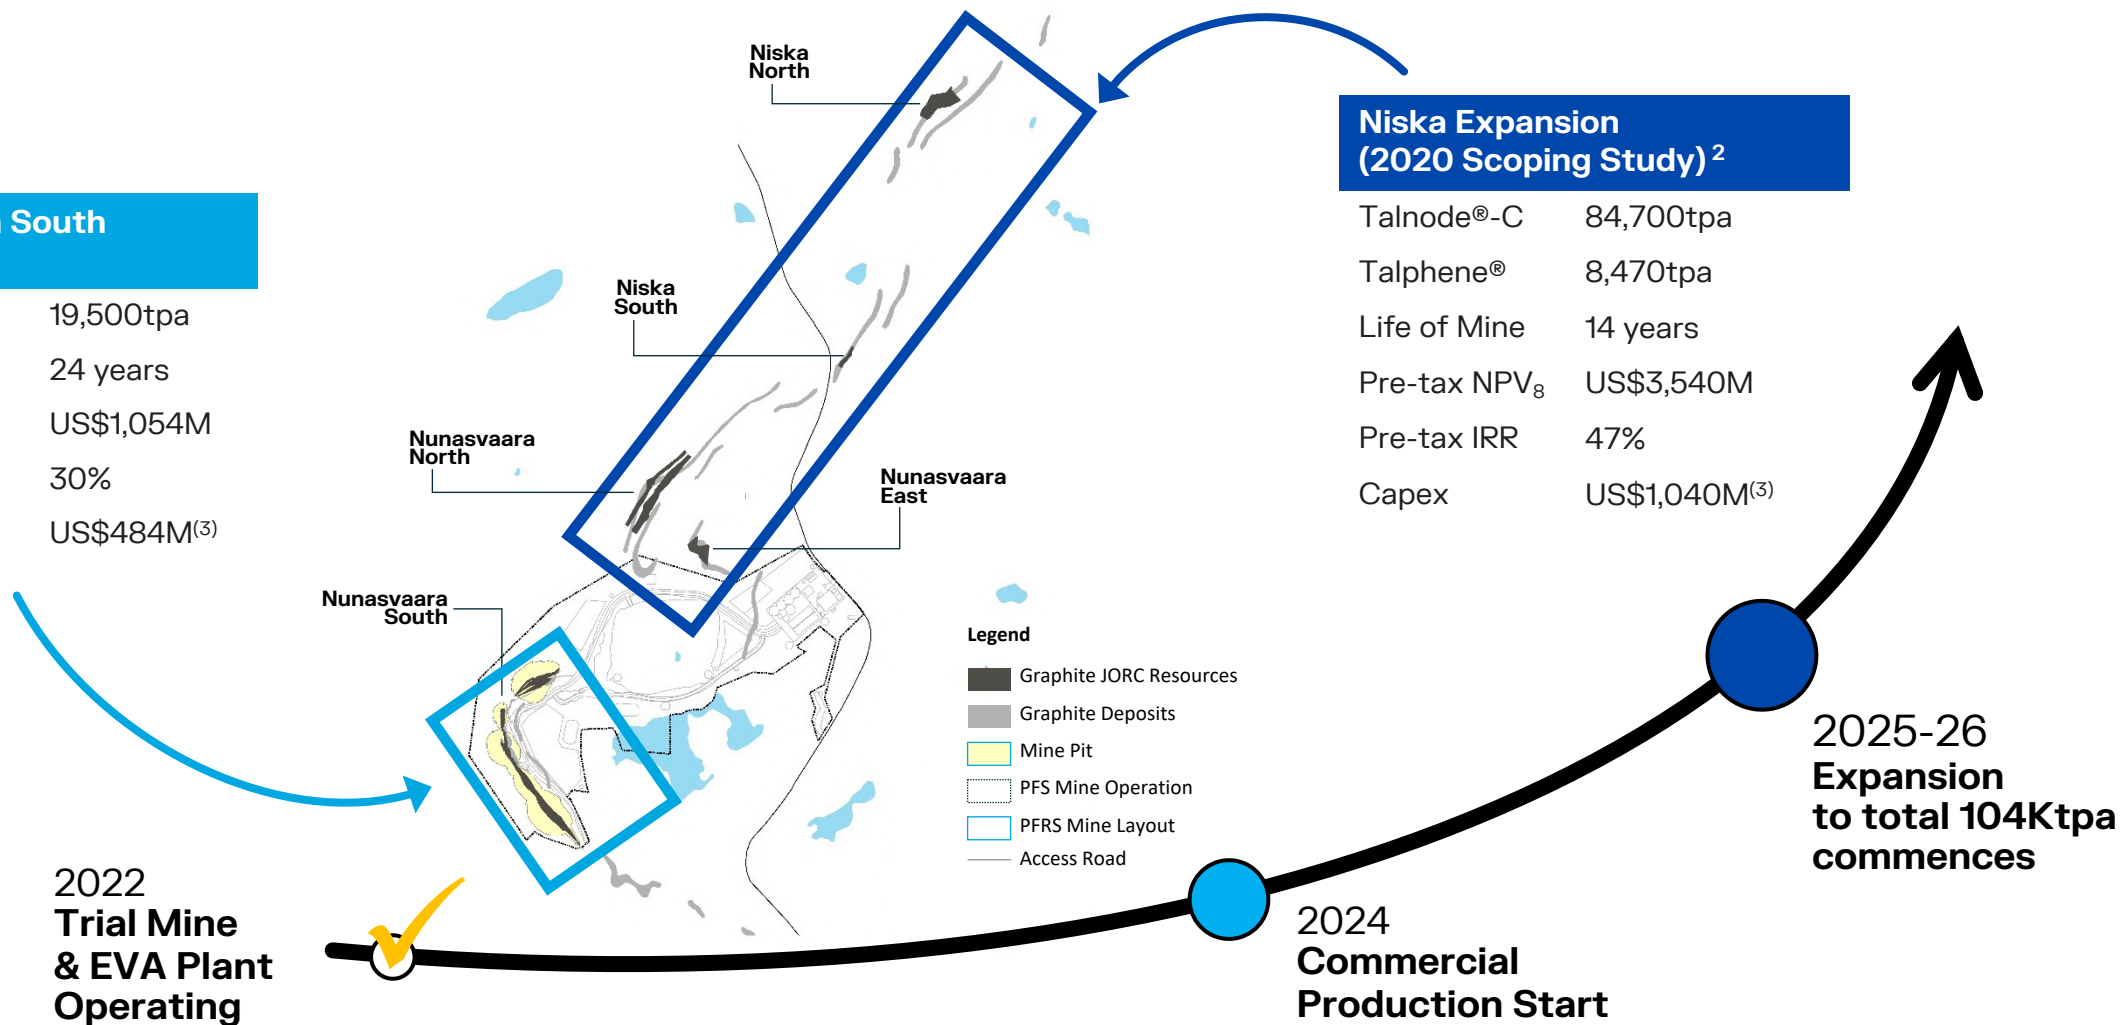 South
19,500tpa
24 years
US$1,054M
30%
US$484M(3)
Niska
North
Niska
South
Nunasvaara
North
Nunasvaara
East
Nunasvaara
South
Niska Expansion
(2020 Scoping Study) 2
Talnode®-C 84,700tpa
Talphene® 8,470tpa
Life of Mine 14 years
Pre-tax NPV8 US$3,540M
Pre-tax IRR 47%
Capex US$1,040M(3)
Legend
Graphite JORC Resources
Graphite Deposits
Mine Pit
PFS Mine Operation
PFRS Mine Layout
Access Road
2022
Trial Mine
& EVA Plant
Operating
2024
Commercial
Production Start
2025-26
Expansion
to total 104Ktpa
commences